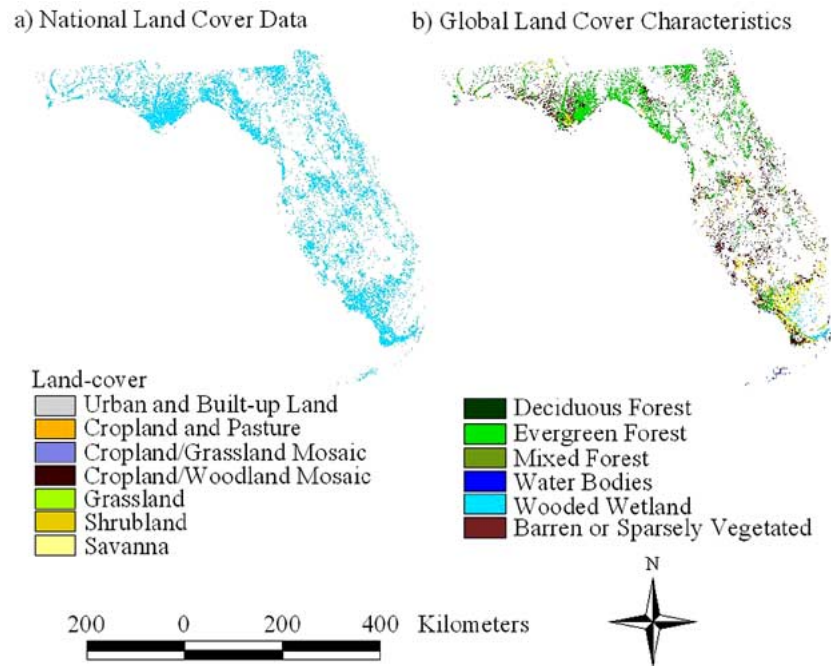 a) National Land Cover Data
b) Global Land Cover Characteristics
Land-cover
Urban and Built-up Land
Cropland and Pasture
Cropland/Grassland Mosaic
Cropland/Woodland Mosaic
Grassland
Shrubland
Savanna
Deciduous Forest
Evergreen Forest
Mixed Forest
Water Bodies
Wooded Wetland
Barren or Sparsely Vegetated
N
200 0 200 400 Kilometers